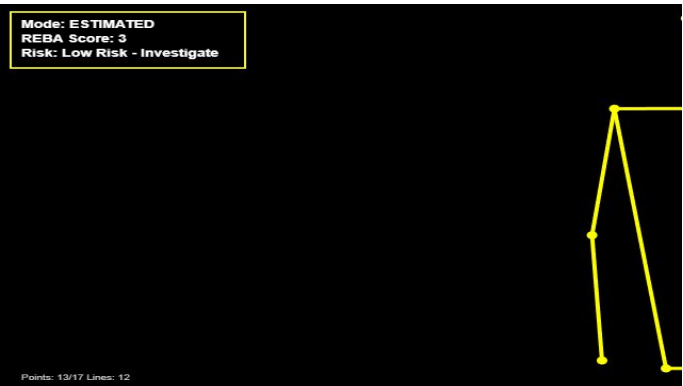 Mode: ESTIMATED
REBA Score: 3
Risk: Low Risk - Investigate
Points: 13/17 Lines: 12